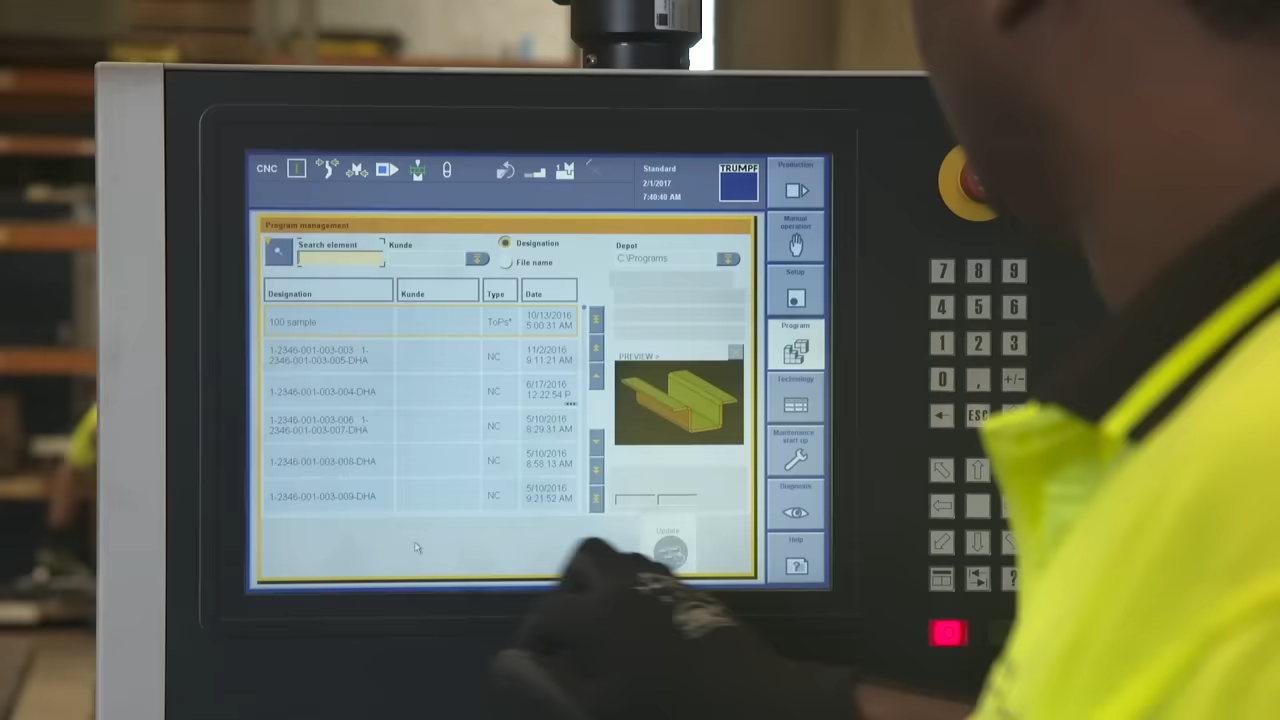 CNC
Standard
2/1/2017
7:40:40 AM
TRUMPF
Production
Program management
Manual
operation
Search element
Kunde
Designation
File name
Depot
C:\Programs
Setup
Designation
Kunde
Type
Date
100 sample
ToPs*
10/13/2016
5:00:31 AM
Program
1-2346-001-003-003 1-
2346-001-003-005-DHA
NC
11/2/2016
9:11:21 AM
PREVIEW »
1-2346-001-003-004-DHA
NC
6/17/2016
12:22:54 P
Technology
1-2346-001-003-006 1-
2346-001-003-007-DHA
NC
5/10/2016
8:29:31 AM
Maintenance
start up
1-2346-001-003-008-DHA
NC
5/10/2016
8:58:13 AM
1-2346-001-003-009-DHA
NC
5/10/2016
9:21:52 AM
Diagnosis
Update
Help
?
7 8 9
4 5 6
1 2 3
0 , +/-
ESC
?